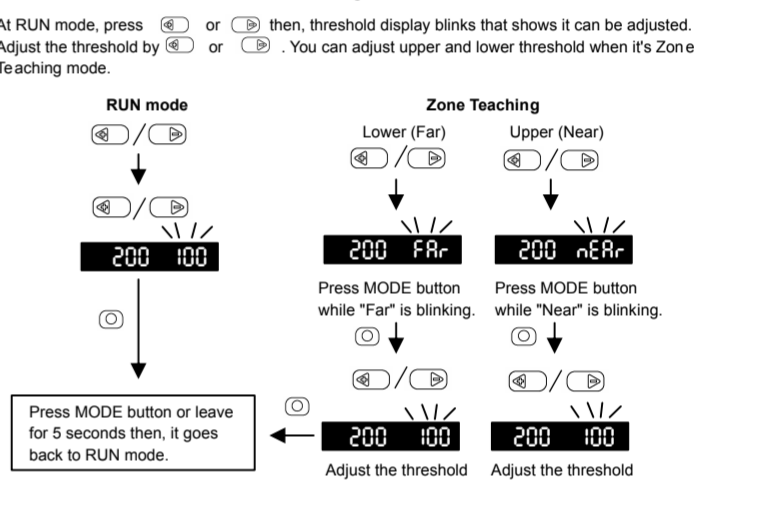 At RUN mode, press or then, threshold display blinks that shows it can be adjusted.
Adjust the threshold by or . You can adjust upper and lower threshold when it's Zone
Teaching mode.
RUN mode
/
/
200 100
Press MODE button or leave
for 5 seconds then, it goes
back to RUN mode.
Zone Teaching
Lower (Far)
/
200 FAr
Press MODE button
while "Far" is blinking.
/
200 100
Adjust the threshold
Upper (Near)
/
200 nEAr
Press MODE button
while "Near" is blinking.
/
200 100
Adjust the threshold